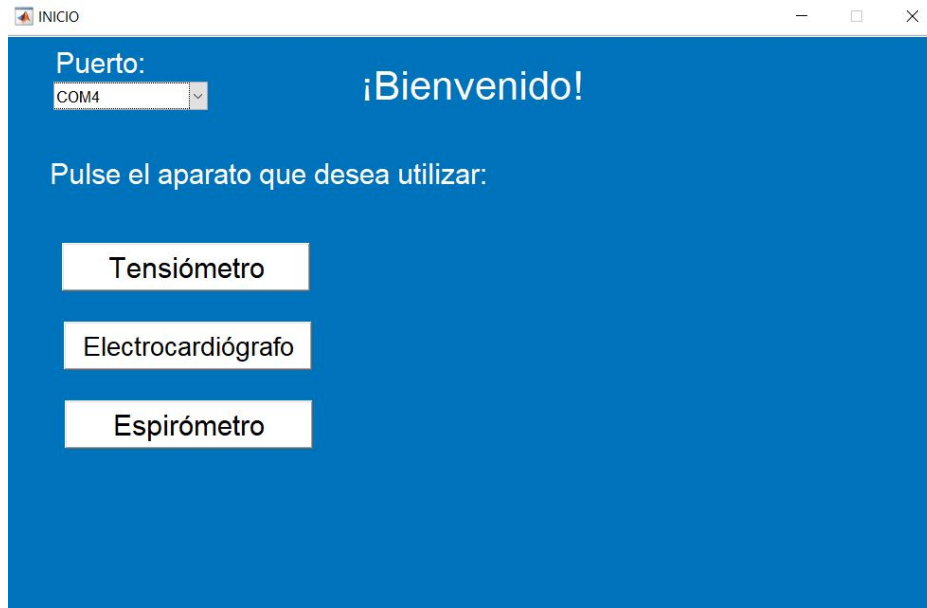 INICIO
Puerto:
COM4
¡Bienvenido!
Pulse el aparato que desea utilizar:
Tensiómetro
Electrocardiógrafo
Espirómetro